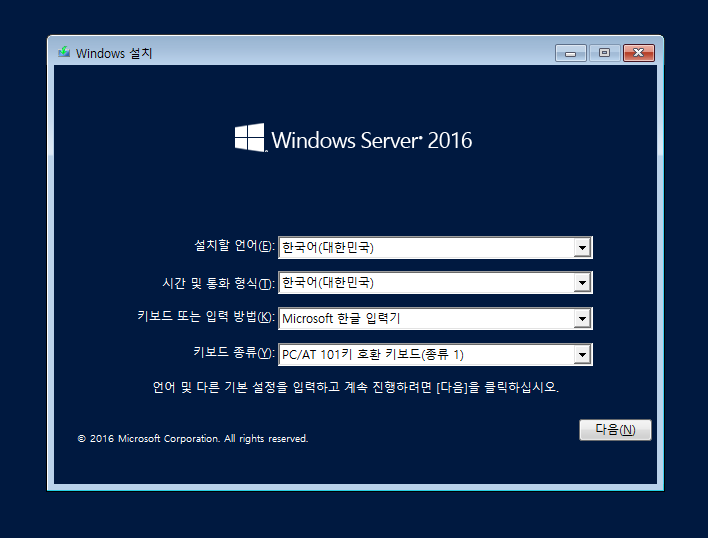 Windows 설치
Windows Server® 2016
설치할 언어(E): 한국어(대한민국)
시간 및 통화 형식(T): 한국어(대한민국)
키보드 또는 입력 방법(K): Microsoft 한글 입력기
키보드 종류(Y): PC/AT 101키 호환 키보드(종류 1)
언어 및 다른 기본 설정을 입력하고 계속 진행하려면 [다음]을 클릭하십시오.
다음(N)
© 2016 Microsoft Corporation. All rights reserved.